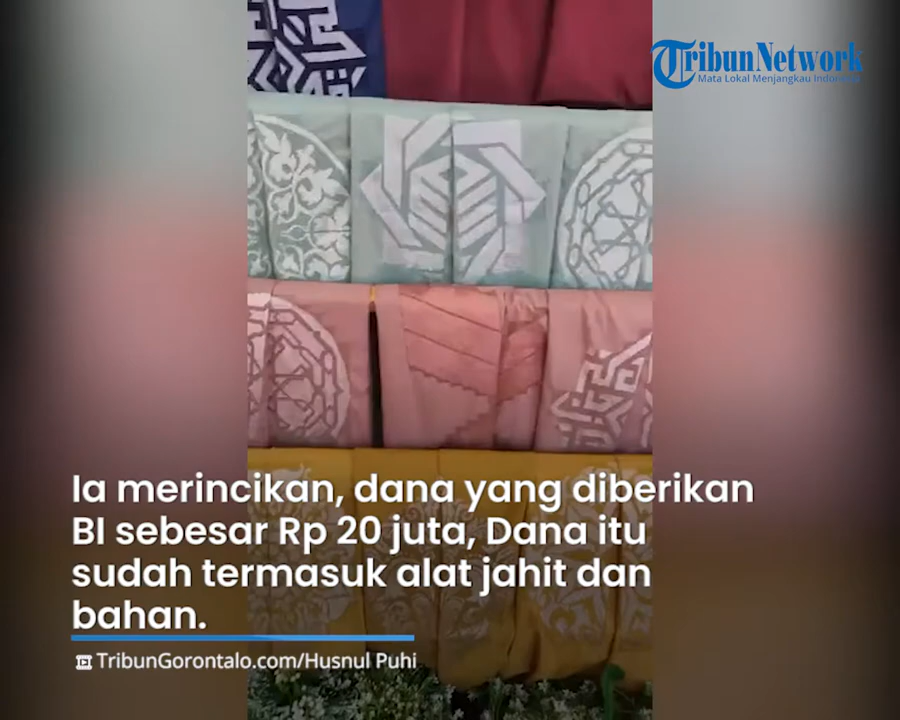 TribunNetwork
Mata Lokal Menjangkau Indonesia
Ia merincikan, dana yang diberikan
BI sebesar Rp 20 juta, Dana itu
sudah termasuk alat jahit dan
bahan.
TribunGorontalo.com/Husnul Puhi